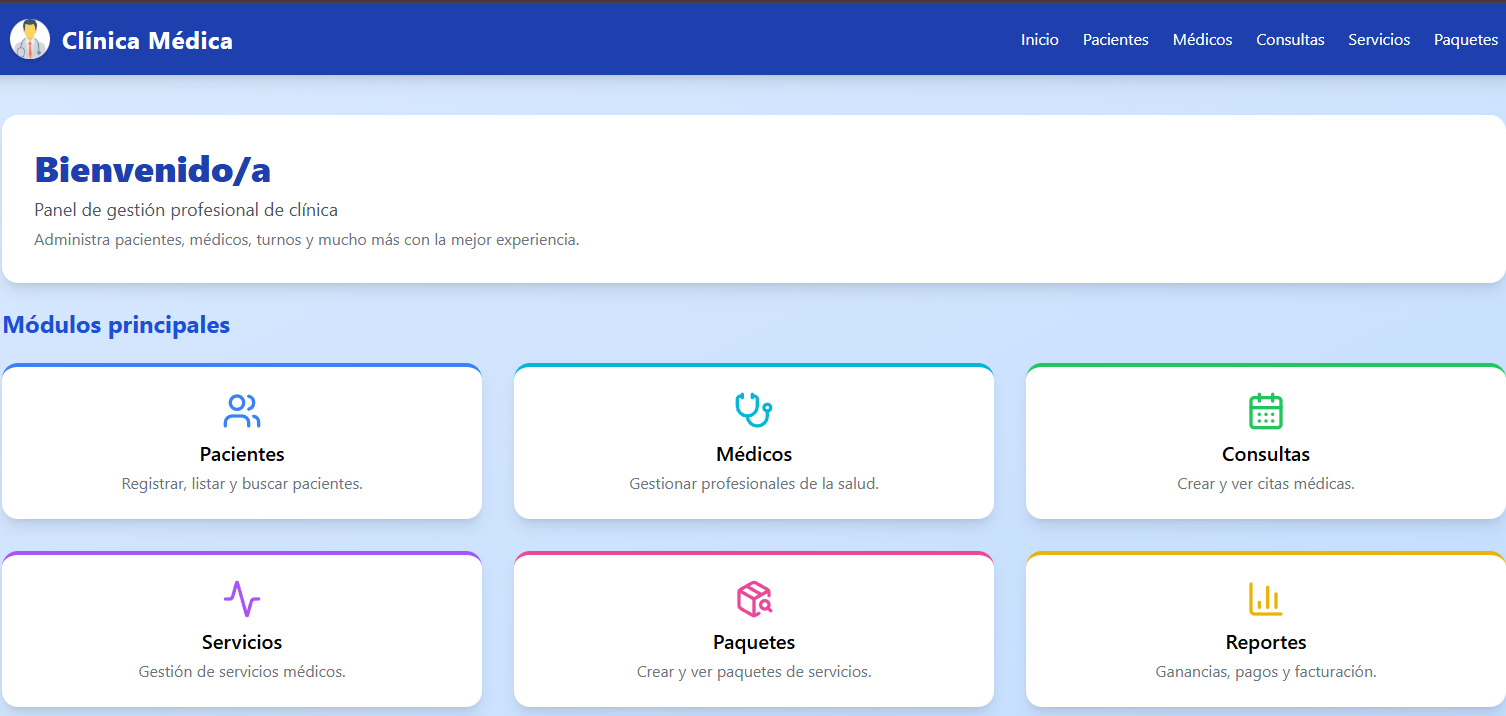 Clínica Médica
Inicio Pacientes Médicos Consultas Servicios Paquetes
Bienvenido/a
Panel de gestión profesional de clínica
Administra pacientes, médicos, turnos y mucho más con la mejor experiencia.
Módulos principales
Pacientes
Registrar, listar y buscar pacientes.
Médicos
Gestionar profesionales de la salud.
Consultas
Crear y ver citas médicas.
Servicios
Gestión de servicios médicos.
Paquetes
Crear y ver paquetes de servicios.
Reportes
Ganancias, pagos y facturación.